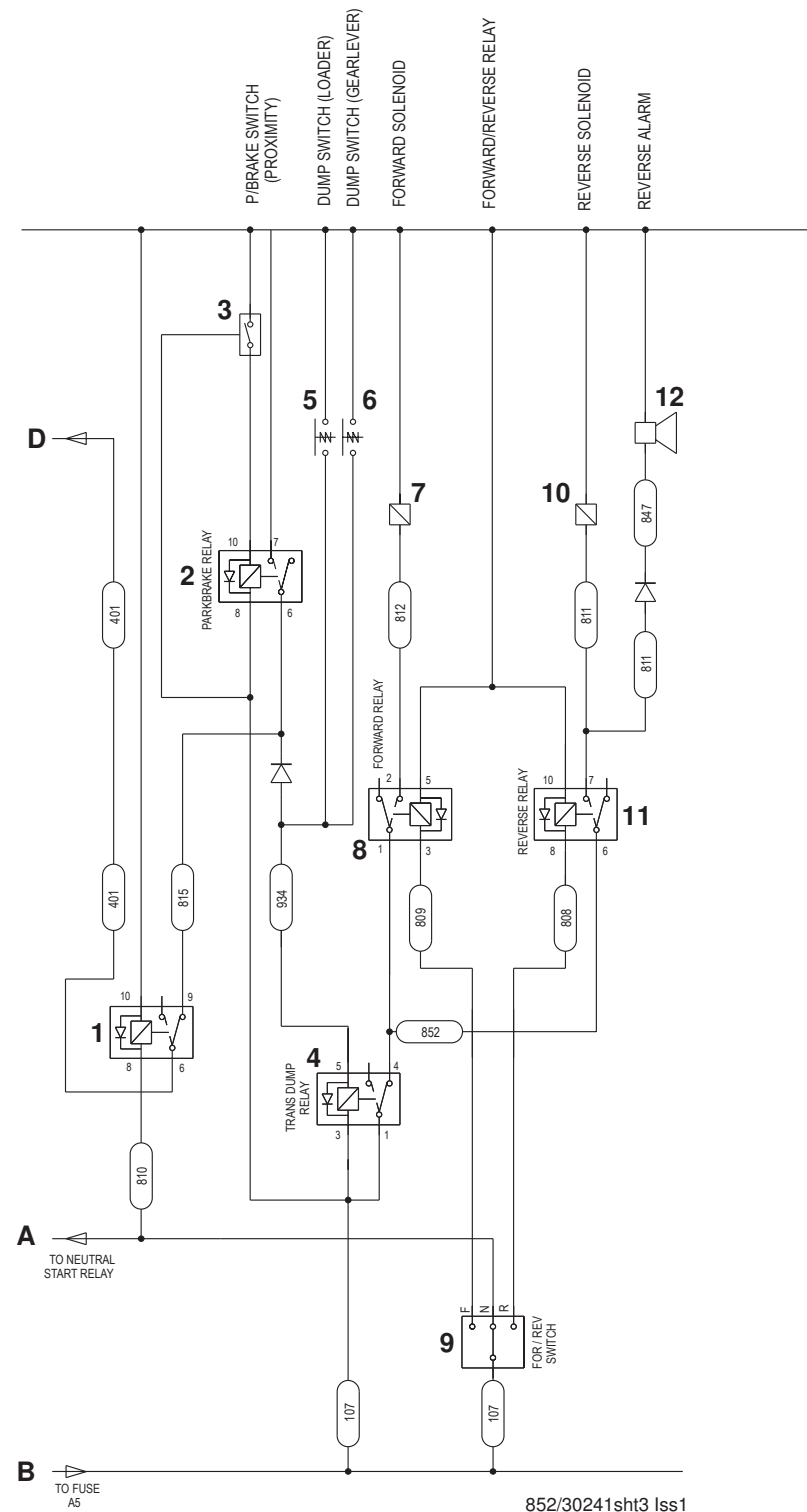 P/BRAKE SWITCH
(PROXIMITY)
DUMP SWITCH (LOADER)
DUMP SWITCH (GEARLEVER)
FORWARD SOLENOID
FORWARD/REVERSE RELAY
REVERSE SOLENOID
REVERSE ALARM
3
5
6
12
D
7
10
847
10
7
2
PARKBRAKE RELAY
8
6
401
812
811
811
FORWARD RELAY
2
5
10
7
REVERSE RELAY
11
8
1
3
8
6
401
815
934
809
808
10
9
1
8
6
852
4
5
4
TRANS DUMP
RELAY
3
1
810
A
TO NEUTRAL
START RELAY
F
N
R
9
FOR / REV
SWITCH
107
107
B
TO FUSE
A5
852/30241sht3 Iss1